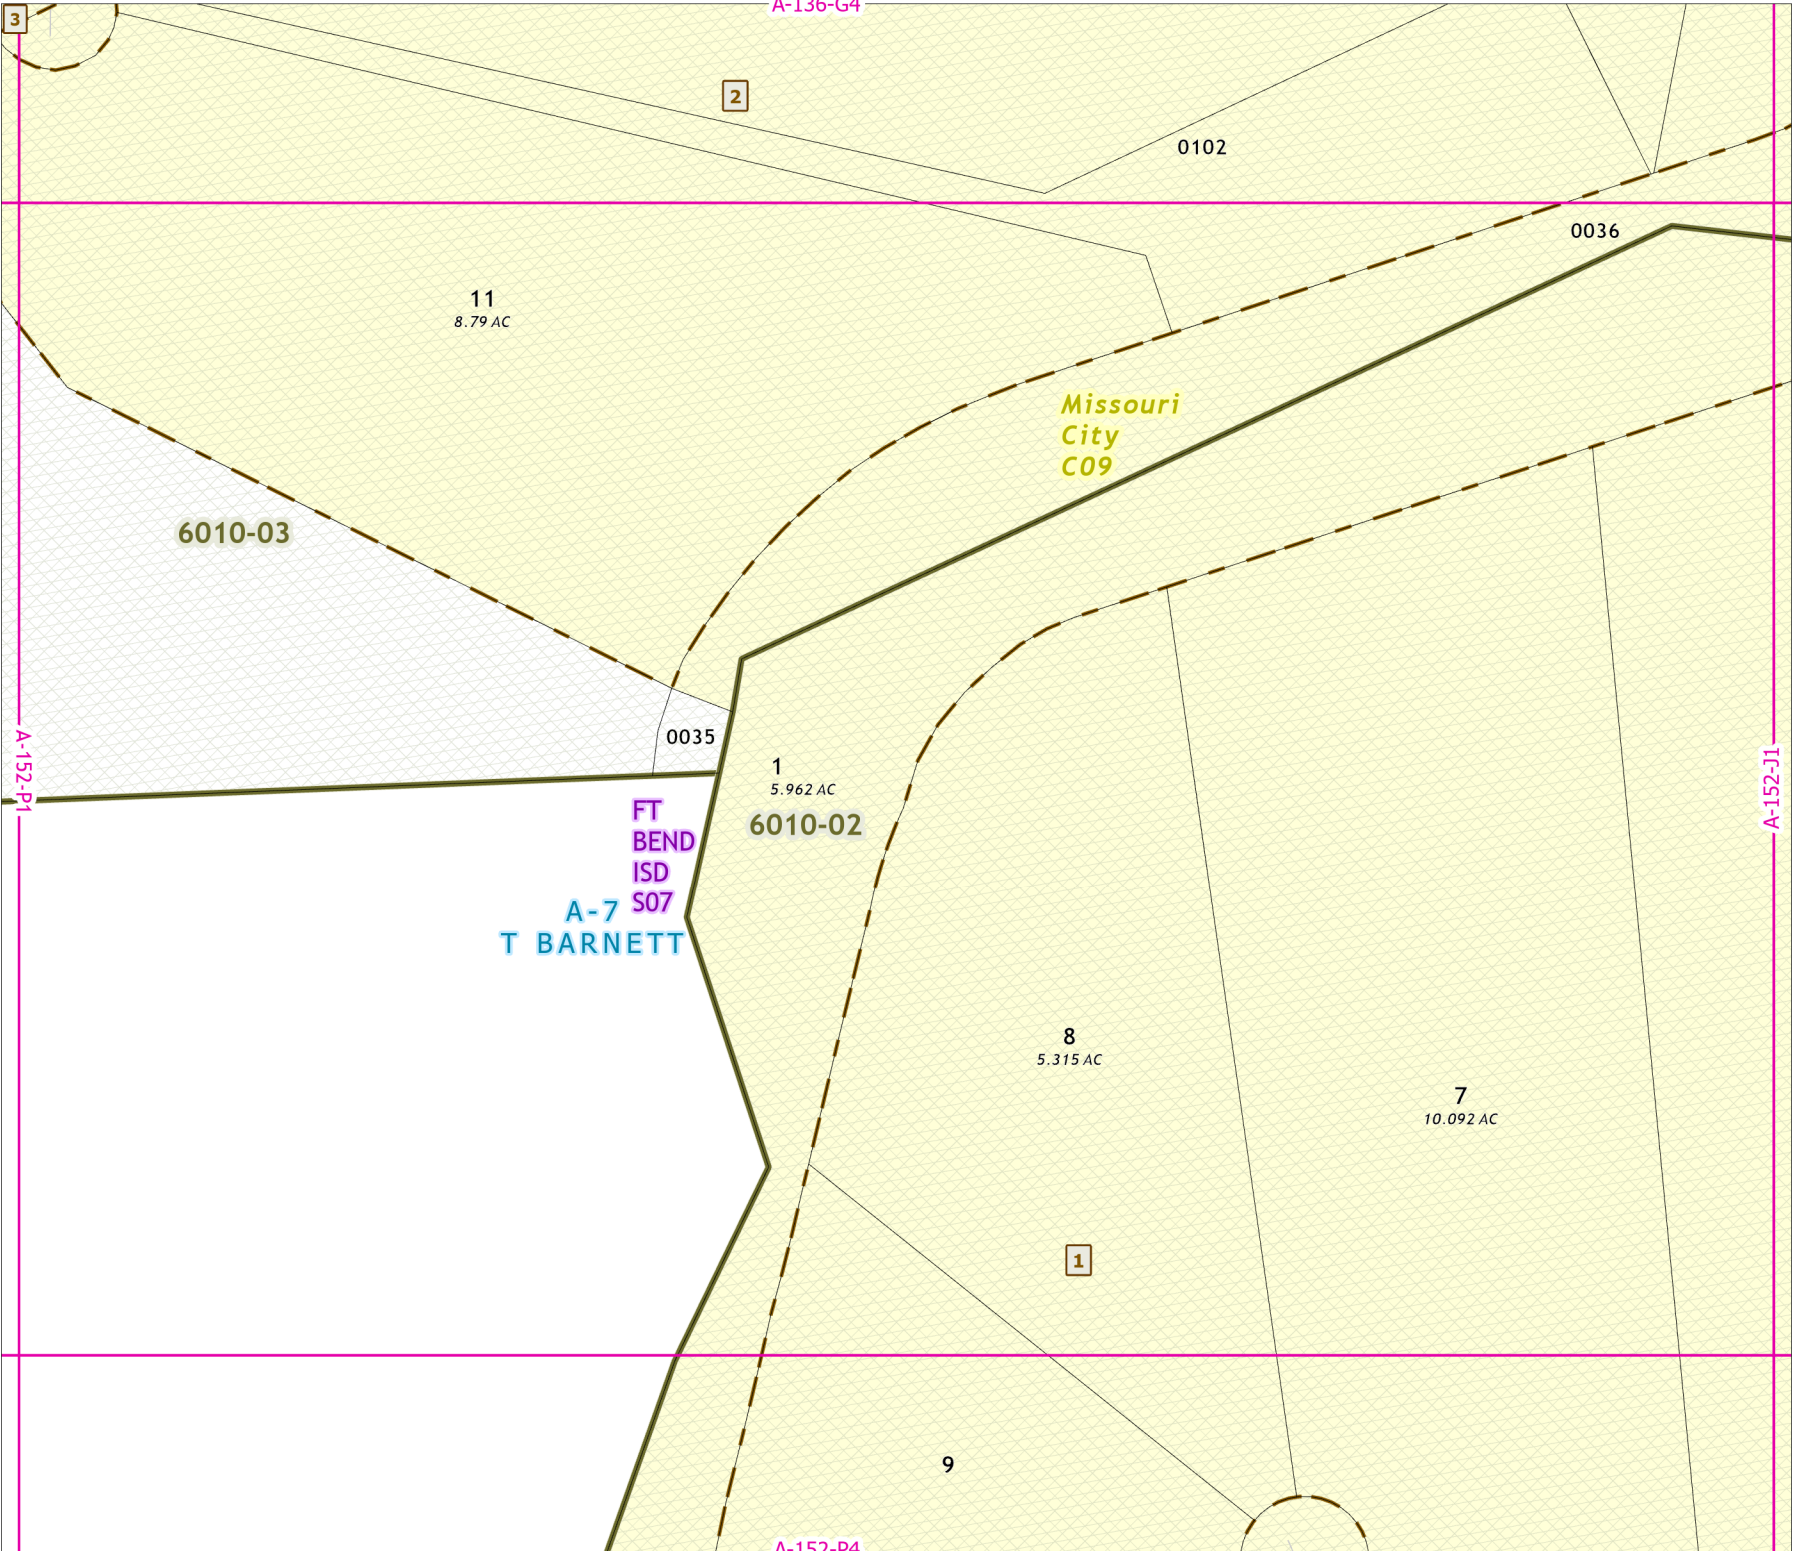 A-136-G4
3
2
0102
0036
11
8.79 AC
Missouri
City
C09
6010-03
0035
A-152-P1
A-152-J1
1
5.962 AC
6010-02
FT
BEND
ISD
S07
A-7
T BARNETT
8
5.315 AC
7
10.092 AC
1
9
A-152-P4